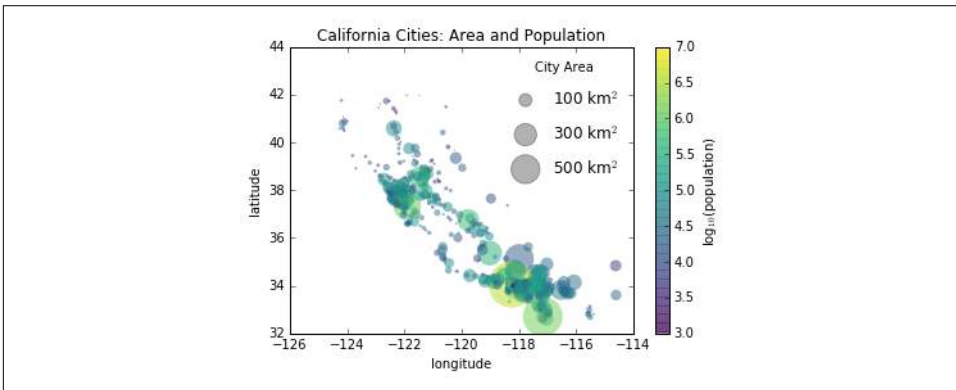 California Cities: Area and Population
44
42
40
38
36
34
32
−126
−124
−122
−120
−118
−116
−114
longitude
latitude
City Area
100 km²
300 km²
500 km²
7.0
6.5
6.0
5.5
5.0
4.5
4.0
3.5
3.0
log₁₀(population)